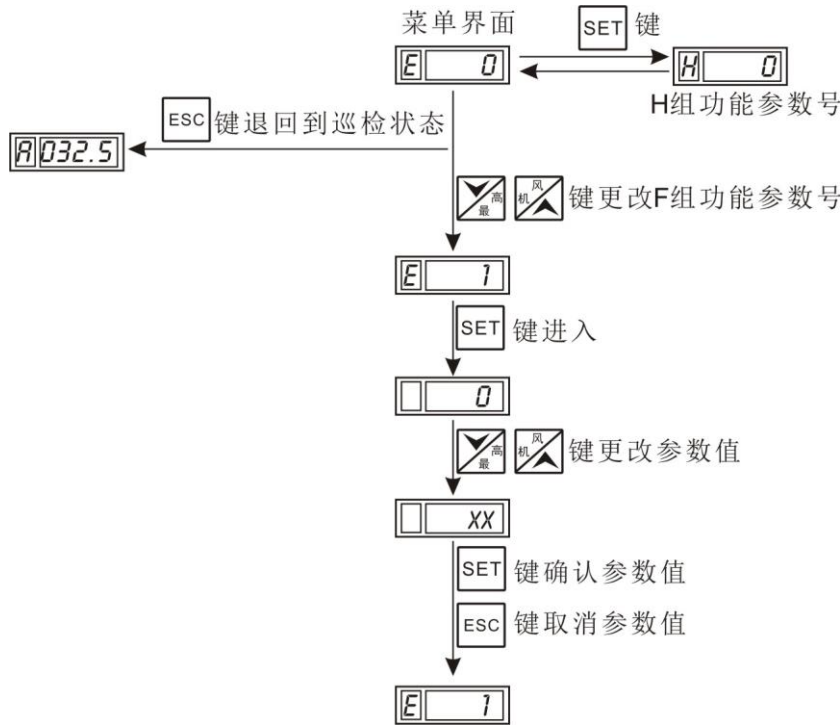 菜单界面
SET 键
E 0
H 0
H组功能参数号
ESC 键退回到巡检状态
A 032.5
最高 风机 键更改F组功能参数号
E 1
SET 键进入
0
最高 风机 键更改参数值
XX
SET 键确认参数值
ESC 键取消参数值
E 1